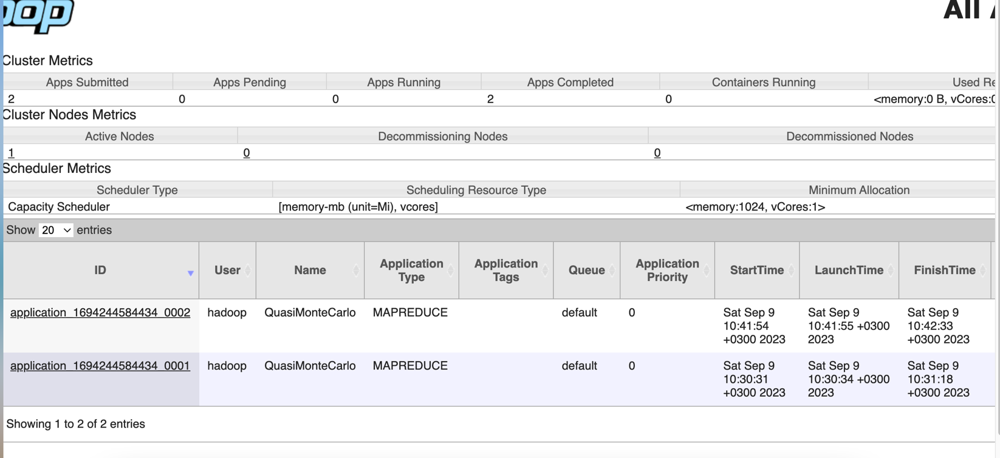 oop
All
Cluster Metrics
Apps Submitted Apps Pending Apps Running Apps Completed Containers Running Used Re
2 0 0 2 0 <memory:0 B, vCores:0
Cluster Nodes Metrics
Active Nodes Decommissioning Nodes Decommissioned Nodes
1 0 0
Scheduler Metrics
Scheduler Type Scheduling Resource Type Minimum Allocation
Capacity Scheduler [memory-mb (unit=Mi), vcores] <memory:1024, vCores:1>
Show 20 entries
ID User Name Application Type Application Tags Queue Application Priority StartTime LaunchTime FinishTime
application_1694244584434_0002 hadoop QuasiMonteCarlo MAPREDUCE default 0 Sat Sep 9 Sat Sep 9 Sat Sep 9
10:41:54 10:41:55 +0300 10:42:33
+0300 2023 2023 +0300 2023
application_1694244584434_0001 hadoop QuasiMonteCarlo MAPREDUCE default 0 Sat Sep 9 Sat Sep 9 Sat Sep 9
10:30:31 10:30:34 +0300 10:31:18
+0300 2023 2023 +0300 2023
Showing 1 to 2 of 2 entries